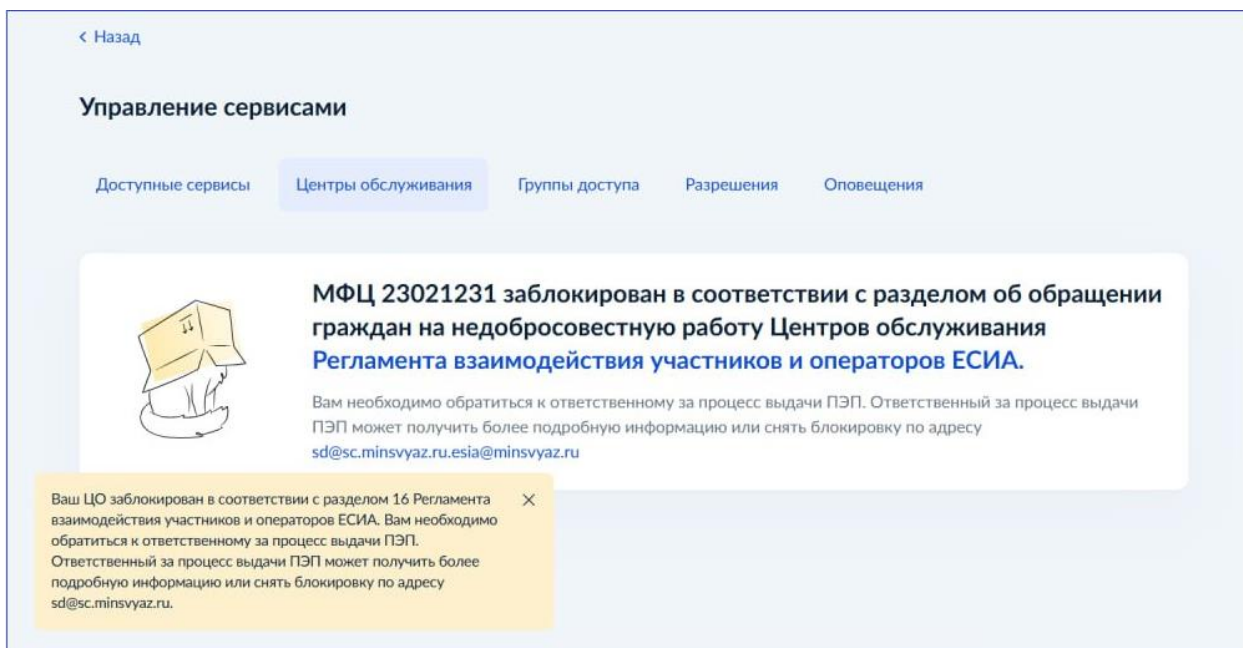 Назад
Управление сервисами
Доступные сервисы Центры обслуживания Группы доступа Разрешения Оповещения
МФЦ 23021231 заблокирован в соответствии с разделом об обращении
граждан на недобросовестную работу Центров обслуживания
Регламента взаимодействия участников и операторов ЕСИА.
Вам необходимо обратиться к ответственному за процесс выдачи ПЭП. Ответственный за процесс выдачи
ПЭП может получить более подробную информацию или снять блокировку по адресу
sd@sc.minsvyaz.ru.esia@minsvyaz.ru
Ваш ЦО заблокирован в соответствии с разделом 16 Регламента
взаимодействия участников и операторов ЕСИА. Вам необходимо
обратиться к ответственному за процесс выдачи ПЭП.
Ответственный за процесс выдачи ПЭП может получить более
подробную информацию или снять блокировку по адресу
sd@sc.minsvyaz.ru.